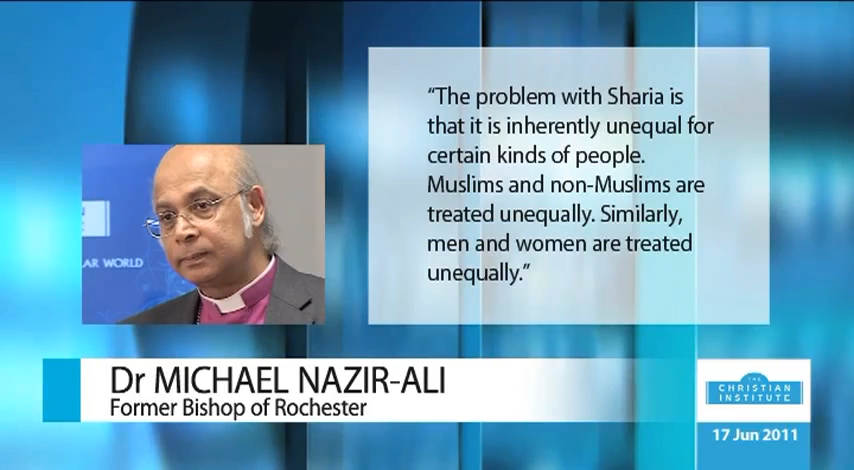 “The problem with Sharia is
that it is inherently unequal for
certain kinds of people.
Muslims and non-Muslims are
treated unequally. Similarly,
men and women are treated
unequally.”
AR WORLD
Dr MICHAEL NAZIR-ALI
Former Bishop of Rochester
THE
CHRISTIAN
INSTITUTE
17 Jun 2011